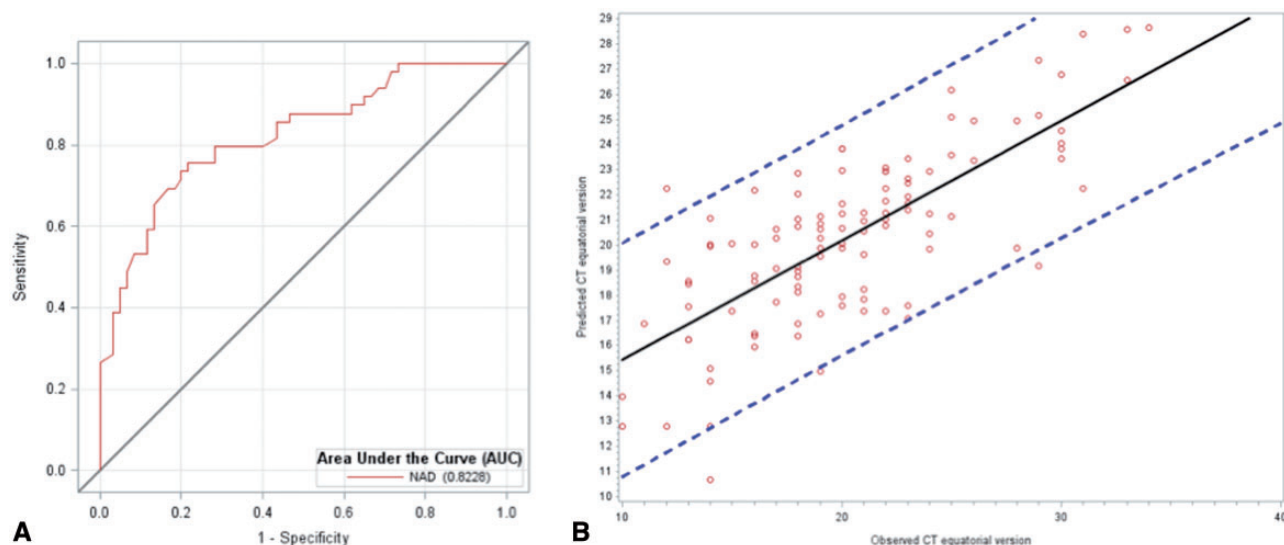 1.0
0.8
0.6
0.4
0.2
0.0
Sensitivity
Area Under the Curve (AUC)
NAD (0.8228)
0.0 0.2 0.4 0.6 0.8 1.0
1 - Specificity
A
29
28
27
26
25
24
23
22
21
20
19
18
17
16
15
14
13
12
11
10
Predicted CT equatorial version
10 20 30 40
Observed CT equatorial version
B